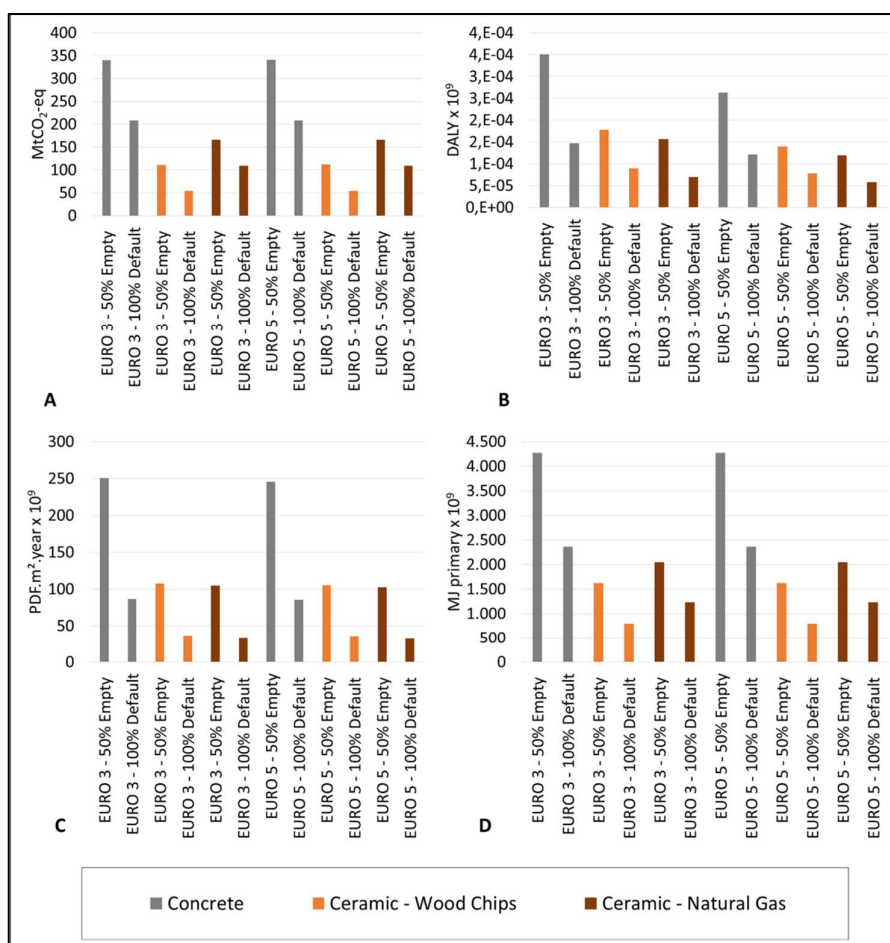 400
350
300
250
200
150
100
50
0
MtCO₂-eq
EURO 3 - 50% Empty
EURO 3 - 100% Default
EURO 3 - 50% Empty
EURO 3 - 100% Default
EURO 3 - 50% Empty
EURO 3 - 100% Default
EURO 5 - 50% Empty
EURO 5 - 100% Default
EURO 5 - 50% Empty
EURO 5 - 100% Default
EURO 5 - 50% Empty
EURO 5 - 100% Default
A
4,E-04
4,E-04
3,E-04
3,E-04
2,E-04
2,E-04
1,E-04
5,E-05
0,E+00
DALY x 10⁹
EURO 3 - 50% Empty
EURO 3 - 100% Default
EURO 3 - 50% Empty
EURO 3 - 100% Default
EURO 3 - 50% Empty
EURO 3 - 100% Default
EURO 5 - 50% Empty
EURO 5 - 100% Default
EURO 5 - 50% Empty
EURO 5 - 100% Default
EURO 5 - 50% Empty
EURO 5 - 100% Default
B
300
250
200
150
100
50
0
PDF.m².year x 10⁹
EURO 3 - 50% Empty
EURO 3 - 100% Default
EURO 3 - 50% Empty
EURO 3 - 100% Default
EURO 3 - 50% Empty
EURO 3 - 100% Default
EURO 5 - 50% Empty
EURO 5 - 100% Default
EURO 5 - 50% Empty
EURO 5 - 100% Default
EURO 5 - 50% Empty
EURO 5 - 100% Default
C
4.500
4.000
3.500
3.000
2.500
2.000
1.500
1.000
500
0
MJ primary x 10⁹
EURO 3 - 50% Empty
EURO 3 - 100% Default
EURO 3 - 50% Empty
EURO 3 - 100% Default
EURO 3 - 50% Empty
EURO 3 - 100% Default
EURO 5 - 50% Empty
EURO 5 - 100% Default
EURO 5 - 50% Empty
EURO 5 - 100% Default
EURO 5 - 50% Empty
EURO 5 - 100% Default
D
Concrete
Ceramic - Wood Chips
Ceramic - Natural Gas